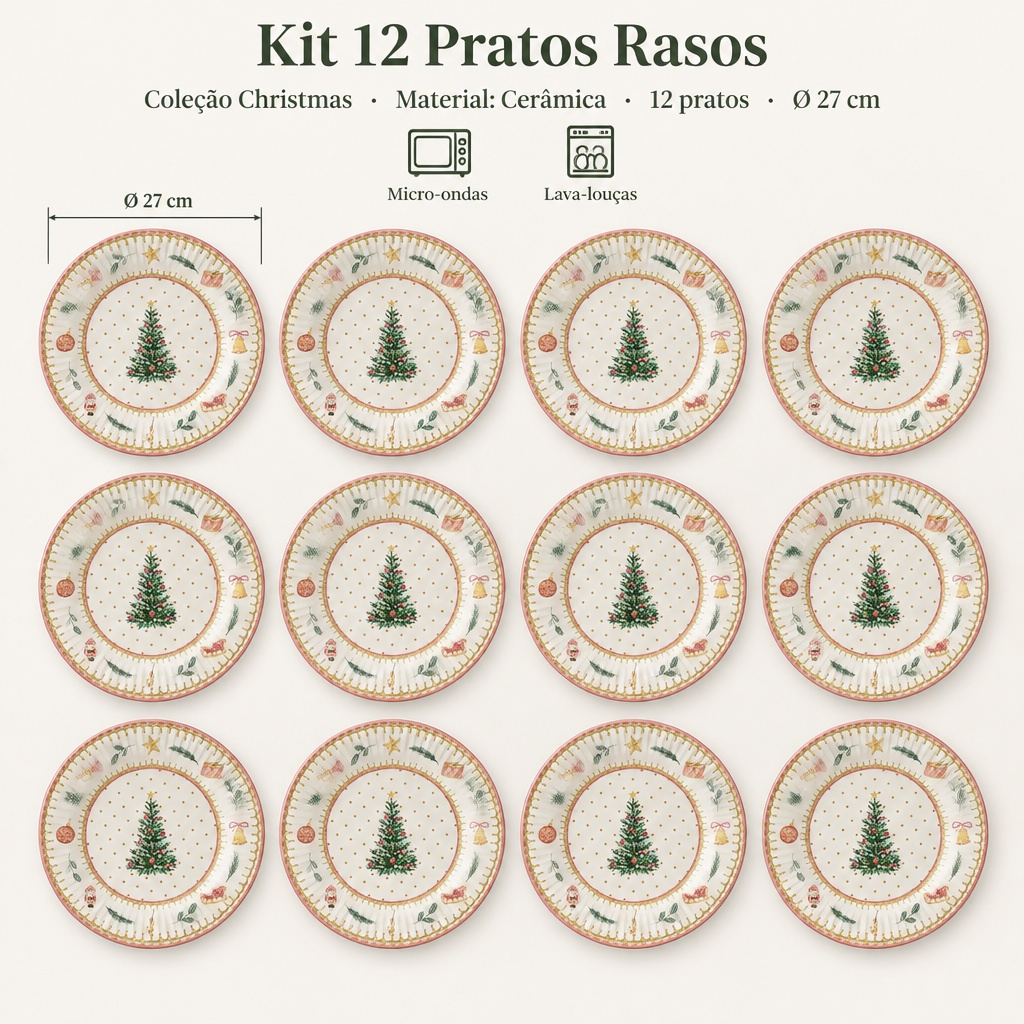 Kit 12 Pratos Rasos
Coleção Christmas • Material: Cerâmica • 12 pratos • Ø 27 cm
Micro-ondas
Lava-louças
Ø 27 cm